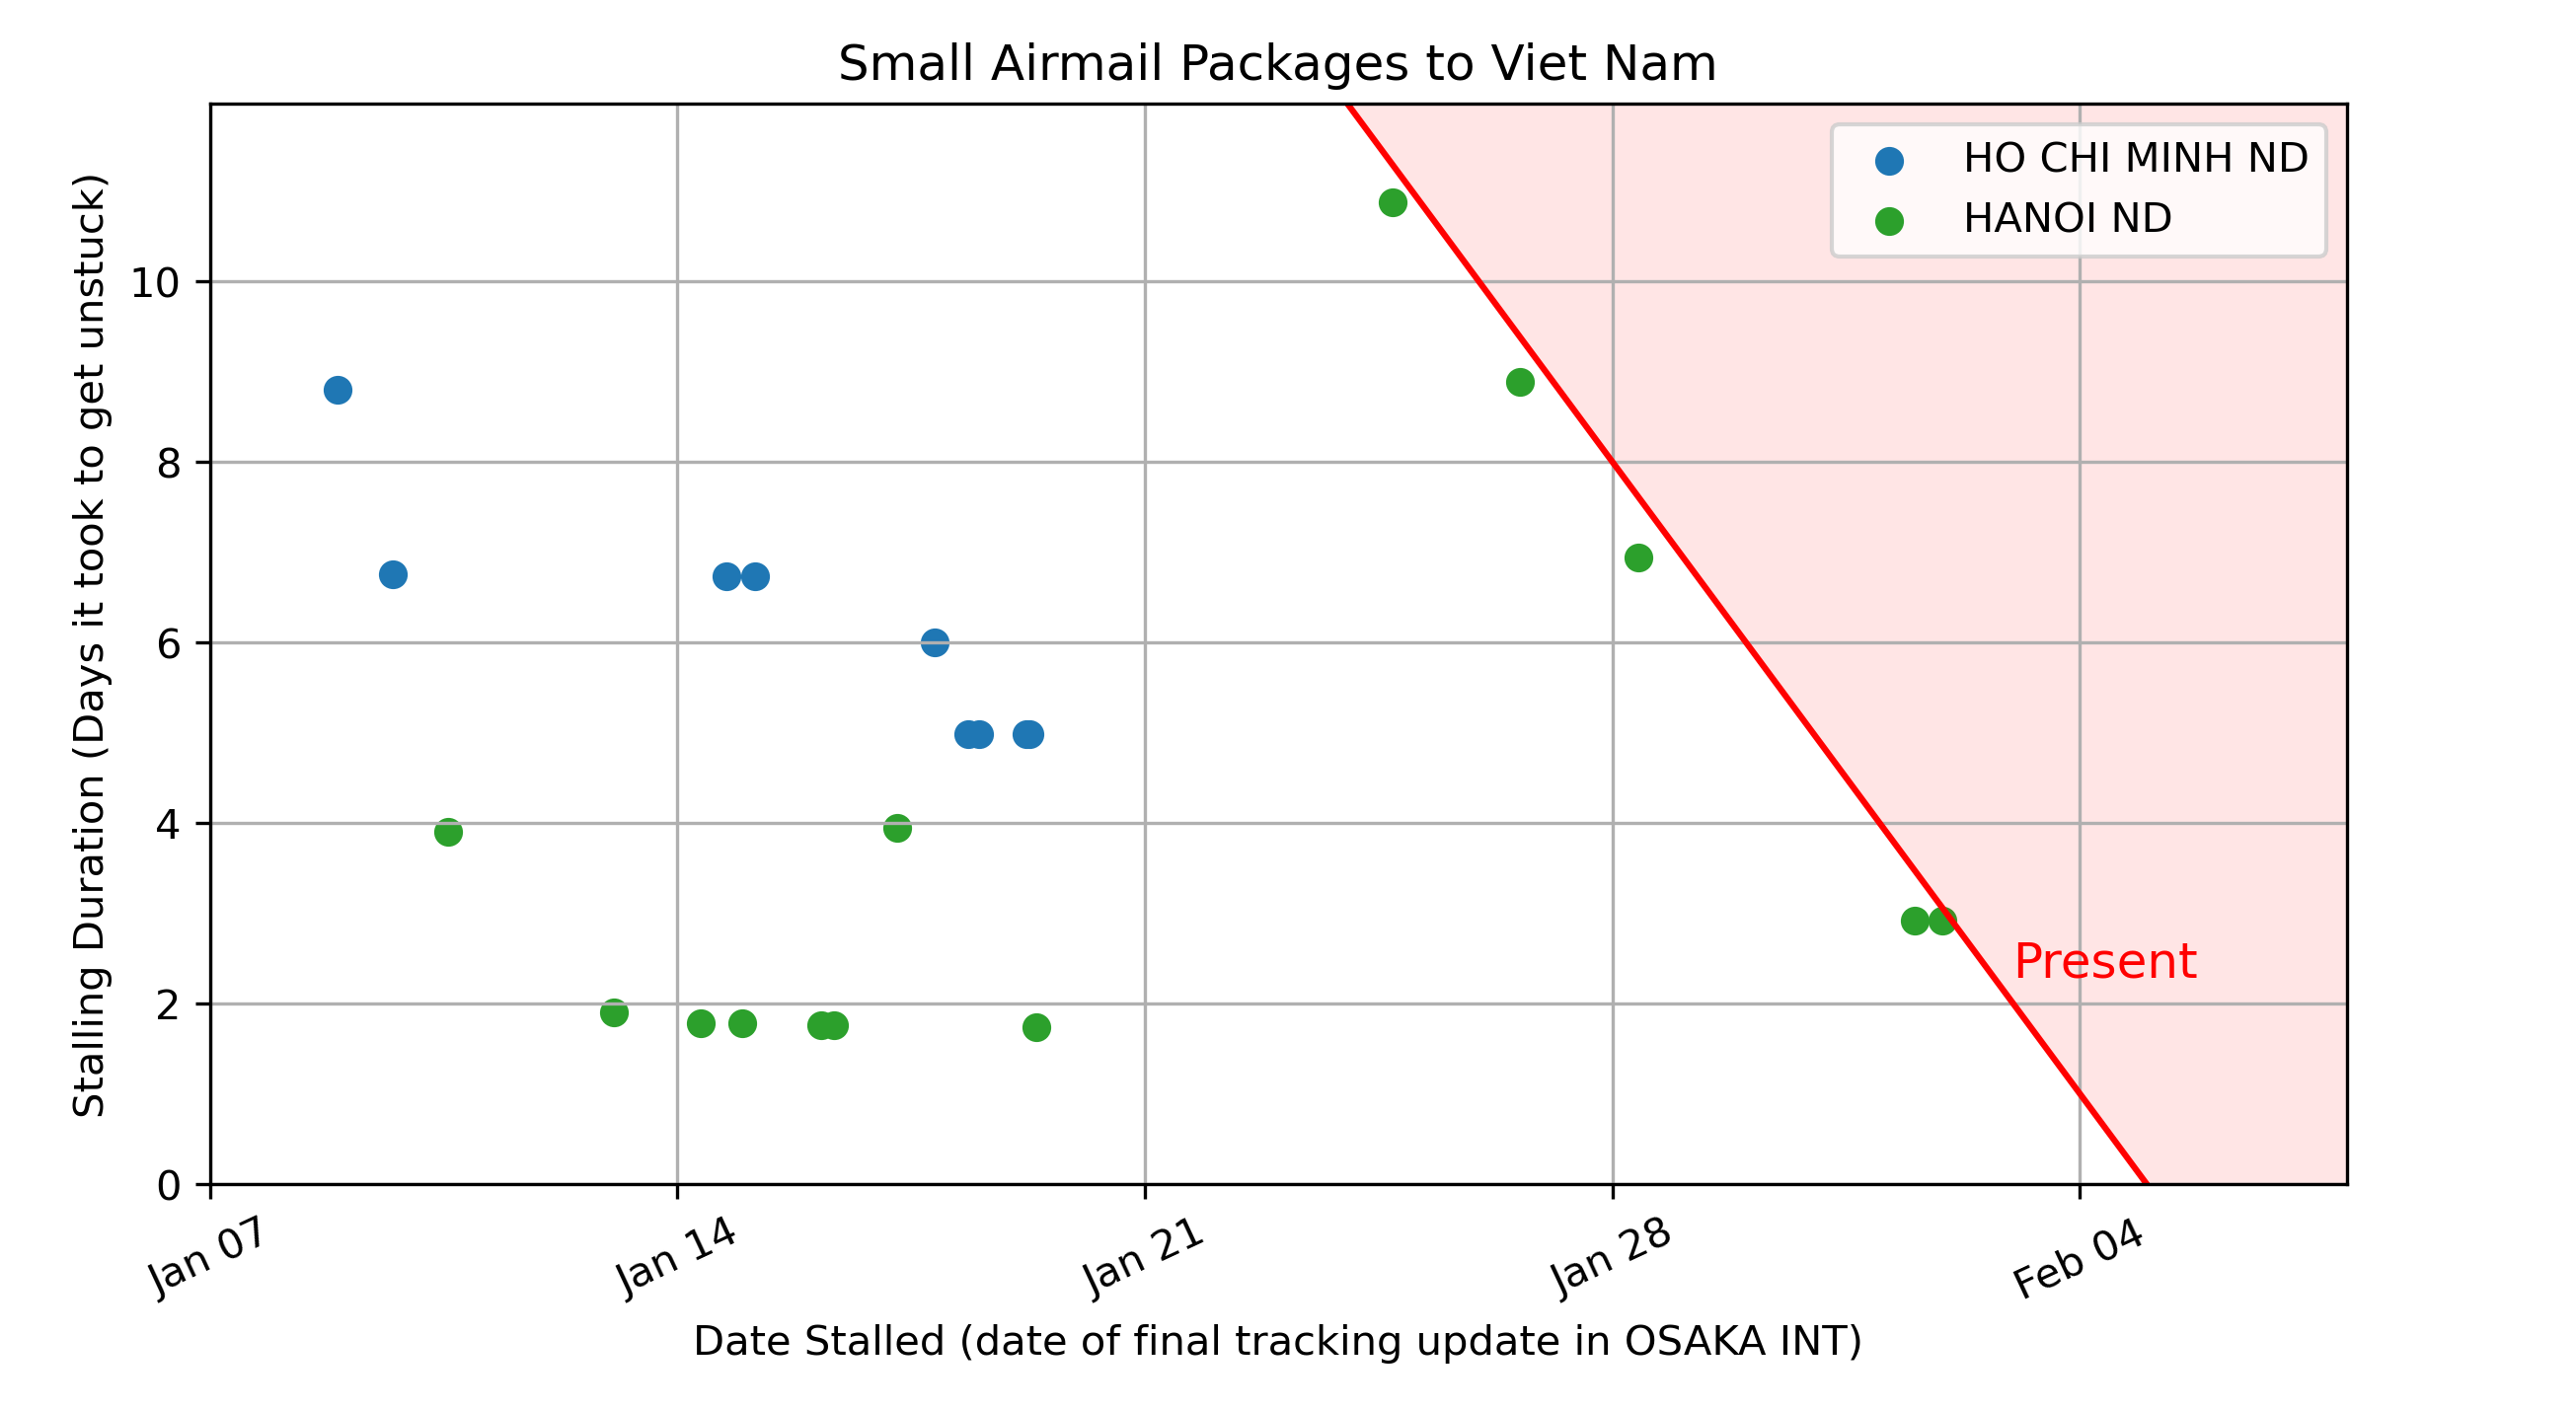 Small Airmail Packages to Viet Nam
HO CHI MINH ND
HANOI ND
Stalling Duration (Days it took to get unstuck)
10
8
6
4
2
0
Present
Jan 07
Jan 14
Jan 21
Jan 28
Feb 04
Date Stalled (date of final tracking update in OSAKA INT)